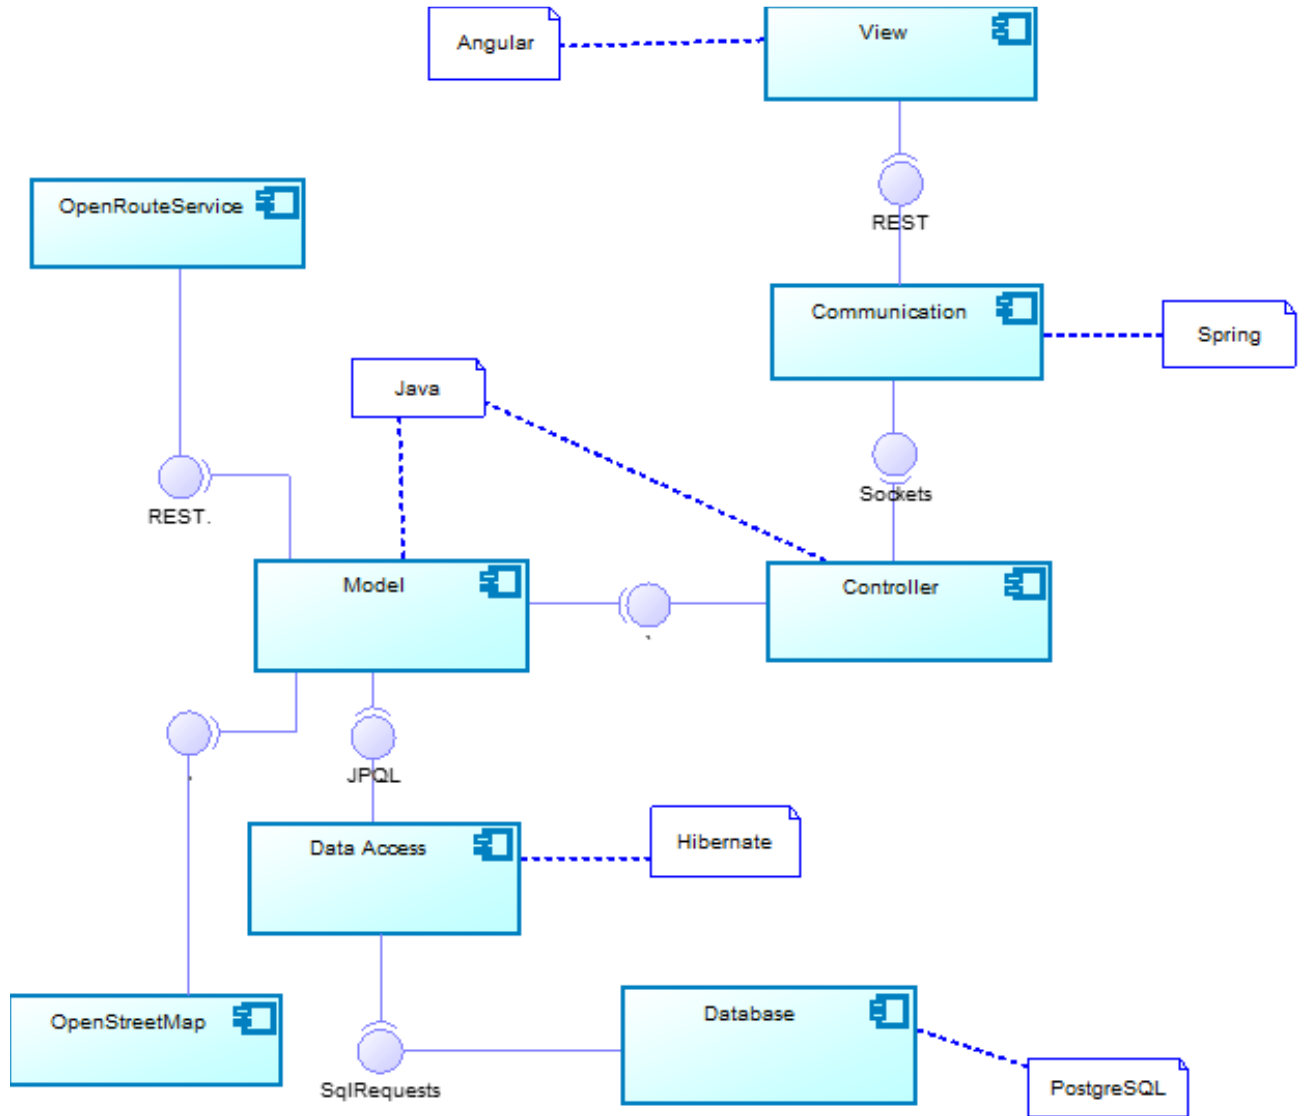 Angular
View
REST
OpenRouteService
Communication
Spring
Java
Sockets
REST.
Model
Controller
.
.
JPQL
Data Access
Hibernate
OpenStreetMap
Database
SqlRequests
PostgreSQL